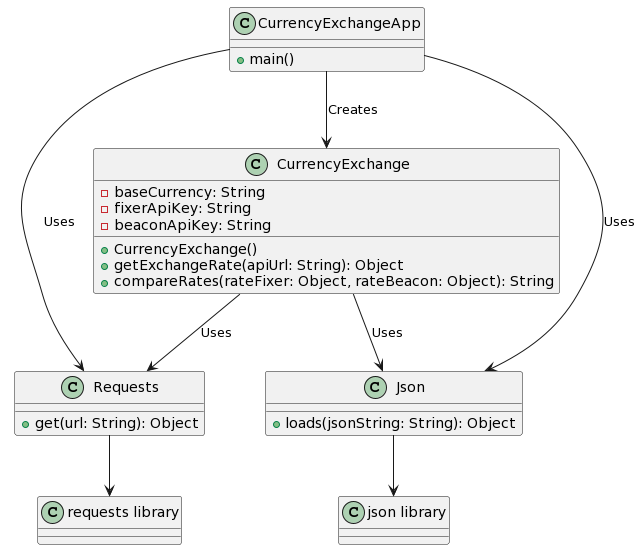 C CurrencyExchangeApp
main()
Creates
C CurrencyExchange
baseCurrency: String
fixerApiKey: String
beaconApiKey: String
CurrencyExchange()
getExchangeRate(apiUrl: String): Object
compareRates(rateFixer: Object, rateBeacon: Object): String
Uses
Uses
Uses
Uses
C Requests
get(url: String): Object
C Json
loads(jsonString: String): Object
C requests library
C json library